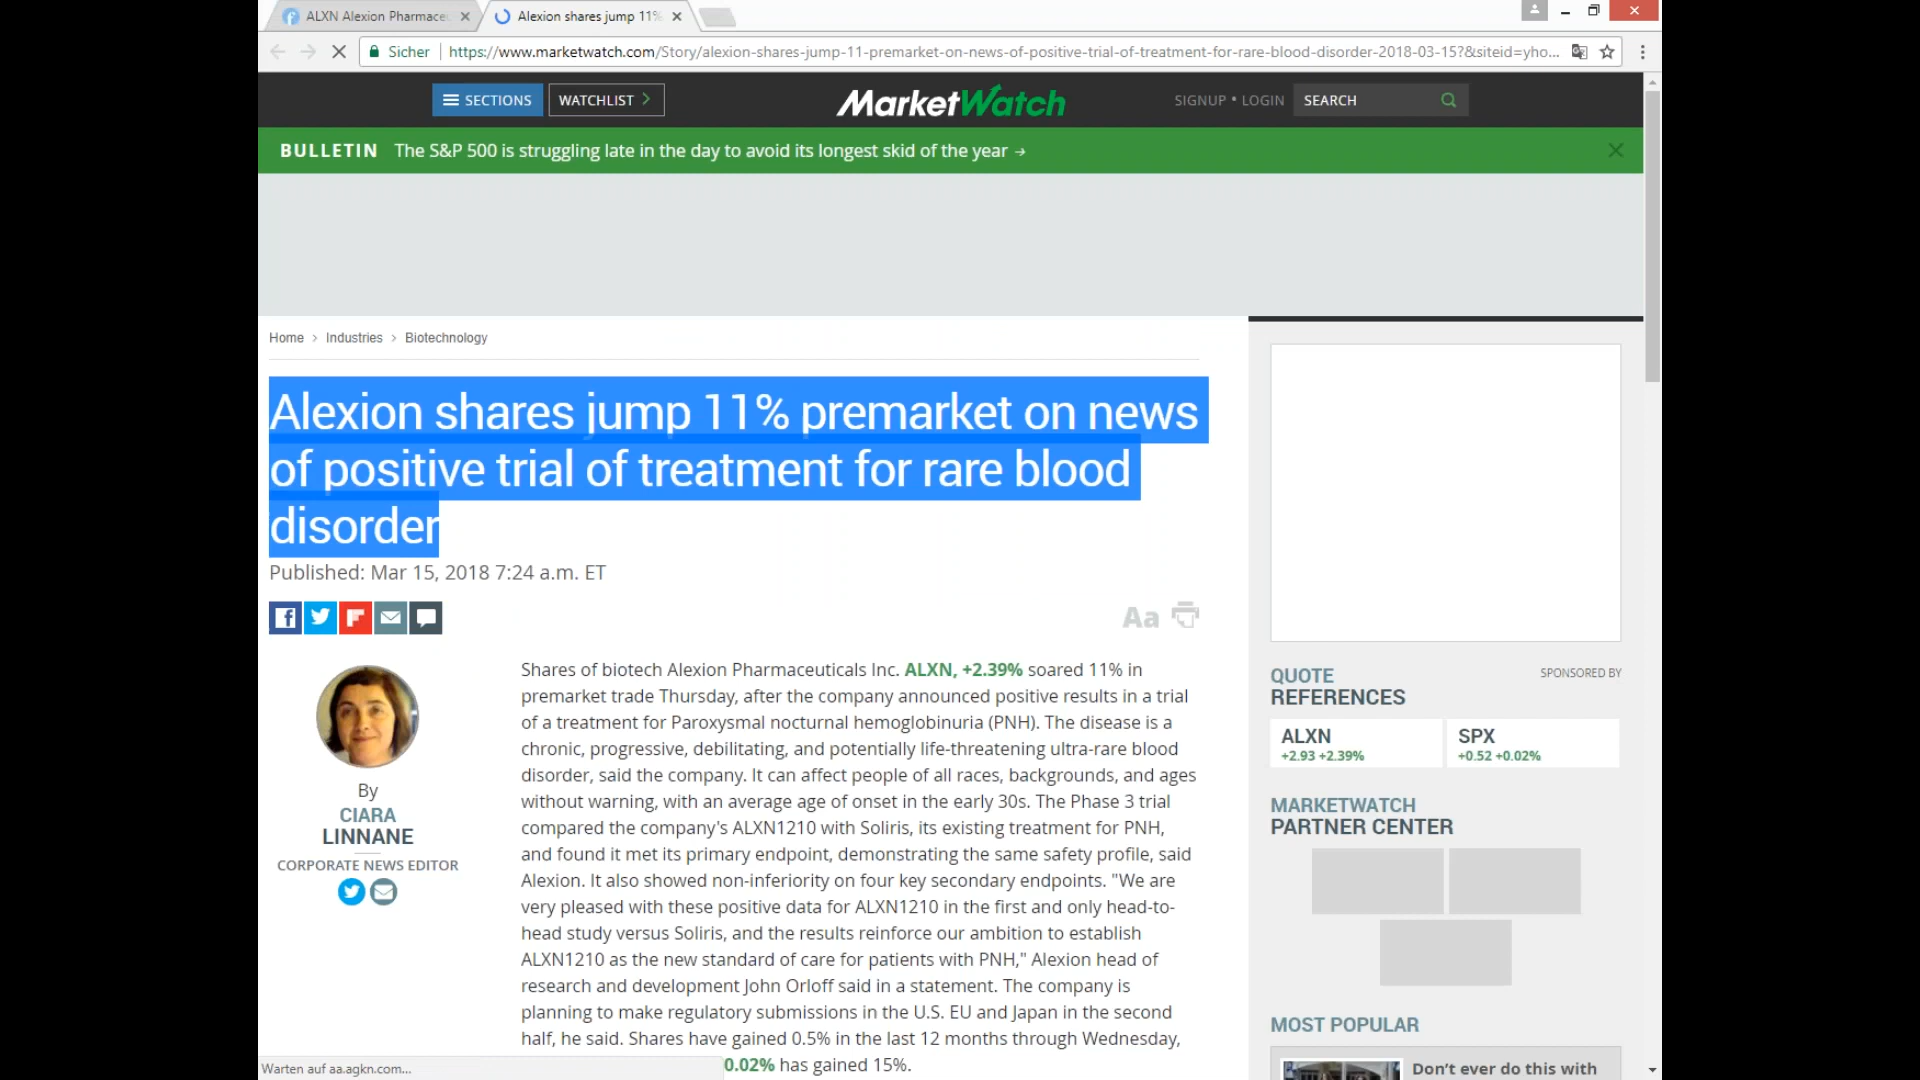 ALXN Alexion Pharmace
Alexion shares jump 11%
Sicher
https://www.marketwatch.com/Story/alexion-shares-jump-11-premarket-on-news-of-positive-trial-of-treatment-for-rare-blood-disorder-2018-03-15?&siteid=yho...
SECTIONS
WATCHLIST
MarketWatch
SIGNUP • LOGIN
SEARCH
BULLETIN The S&P 500 is struggling late in the day to avoid its longest skid of the year →
Home > Industries > Biotechnology
Alexion shares jump 11% premarket on news
of positive trial of treatment for rare blood
disorder
Published: Mar 15, 2018 7:24 a.m. ET
Aa
By
CIARA
LINNANE
CORPORATE NEWS EDITOR
Shares of biotech Alexion Pharmaceuticals Inc. ALXN, +2.39% soared 11% in
premarket trade Thursday, after the company announced positive results in a trial
of a treatment for Paroxysmal nocturnal hemoglobinuria (PNH). The disease is a
chronic, progressive, debilitating, and potentially life-threatening ultra-rare blood
disorder, said the company. It can affect people of all races, backgrounds, and ages
without warning, with an average age of onset in the early 30s. The Phase 3 trial
compared the company's ALXN1210 with Soliris, its existing treatment for PNH,
and found it met its primary endpoint, demonstrating the same safety profile, said
Alexion. It also showed non-inferiority on four key secondary endpoints. "We are
very pleased with these positive data for ALXN1210 in the first and only head-to-
head study versus Soliris, and the results reinforce our ambition to establish
ALXN1210 as the new standard of care for patients with PNH," Alexion head of
research and development John Orloff said in a statement. The company is
planning to make regulatory submissions in the U.S. EU and Japan in the second
half, he said. Shares have gained 0.5% in the last 12 months through Wednesday,
0.02% has gained 15%.
QUOTE
REFERENCES
SPONSORED BY
ALXN
+2.93 +2.39%
SPX
+0.52 +0.02%
MARKETWATCH
PARTNER CENTER
MOST POPULAR
Don't ever do this with
Warten auf aa.agkn.com...